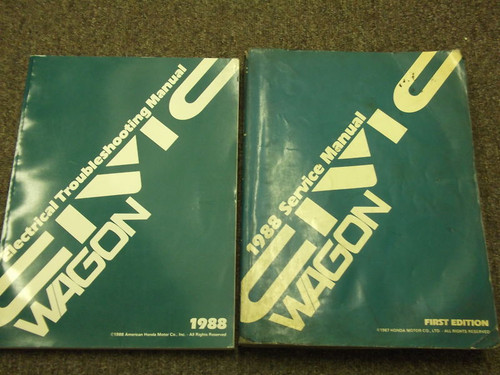 Electrical Troubleshooting Manual
CIVIC
WAGON
1988
©1988 American Honda Motor Co., Inc. - All Rights Reserved
1988 Service Manual
CIVIC
WAGON
FIRST EDITION
©1987 HONDA MOTOR CO., LTD. - ALL RIGHTS RESERVED